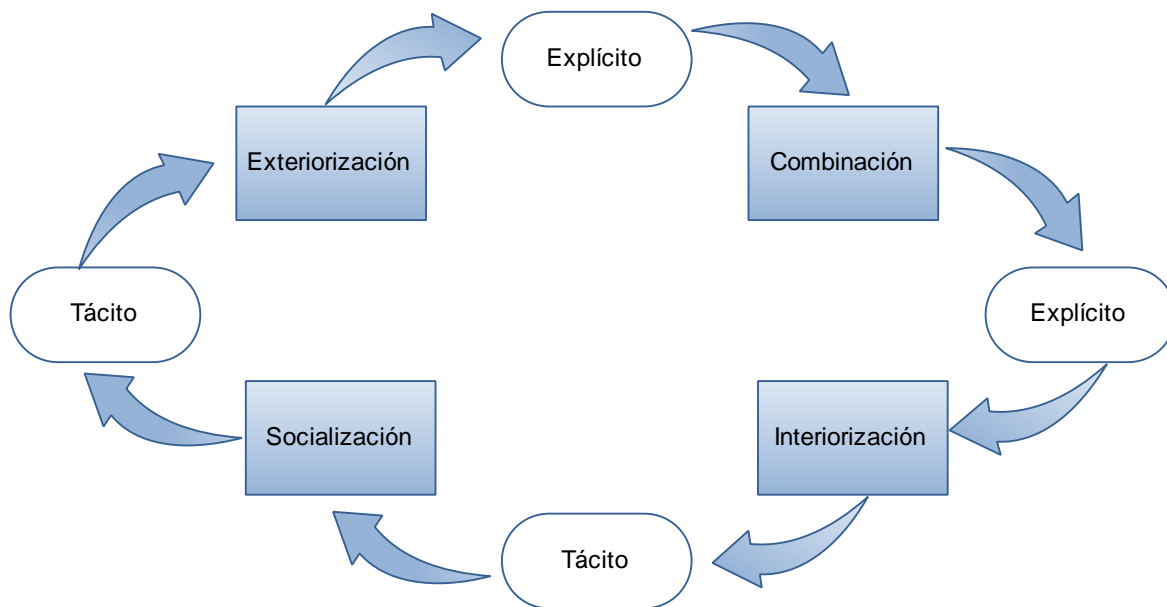 Explícito
Exteriorización
Combinación
Tácito
Explícito
Socialización
Interiorización
Tácito